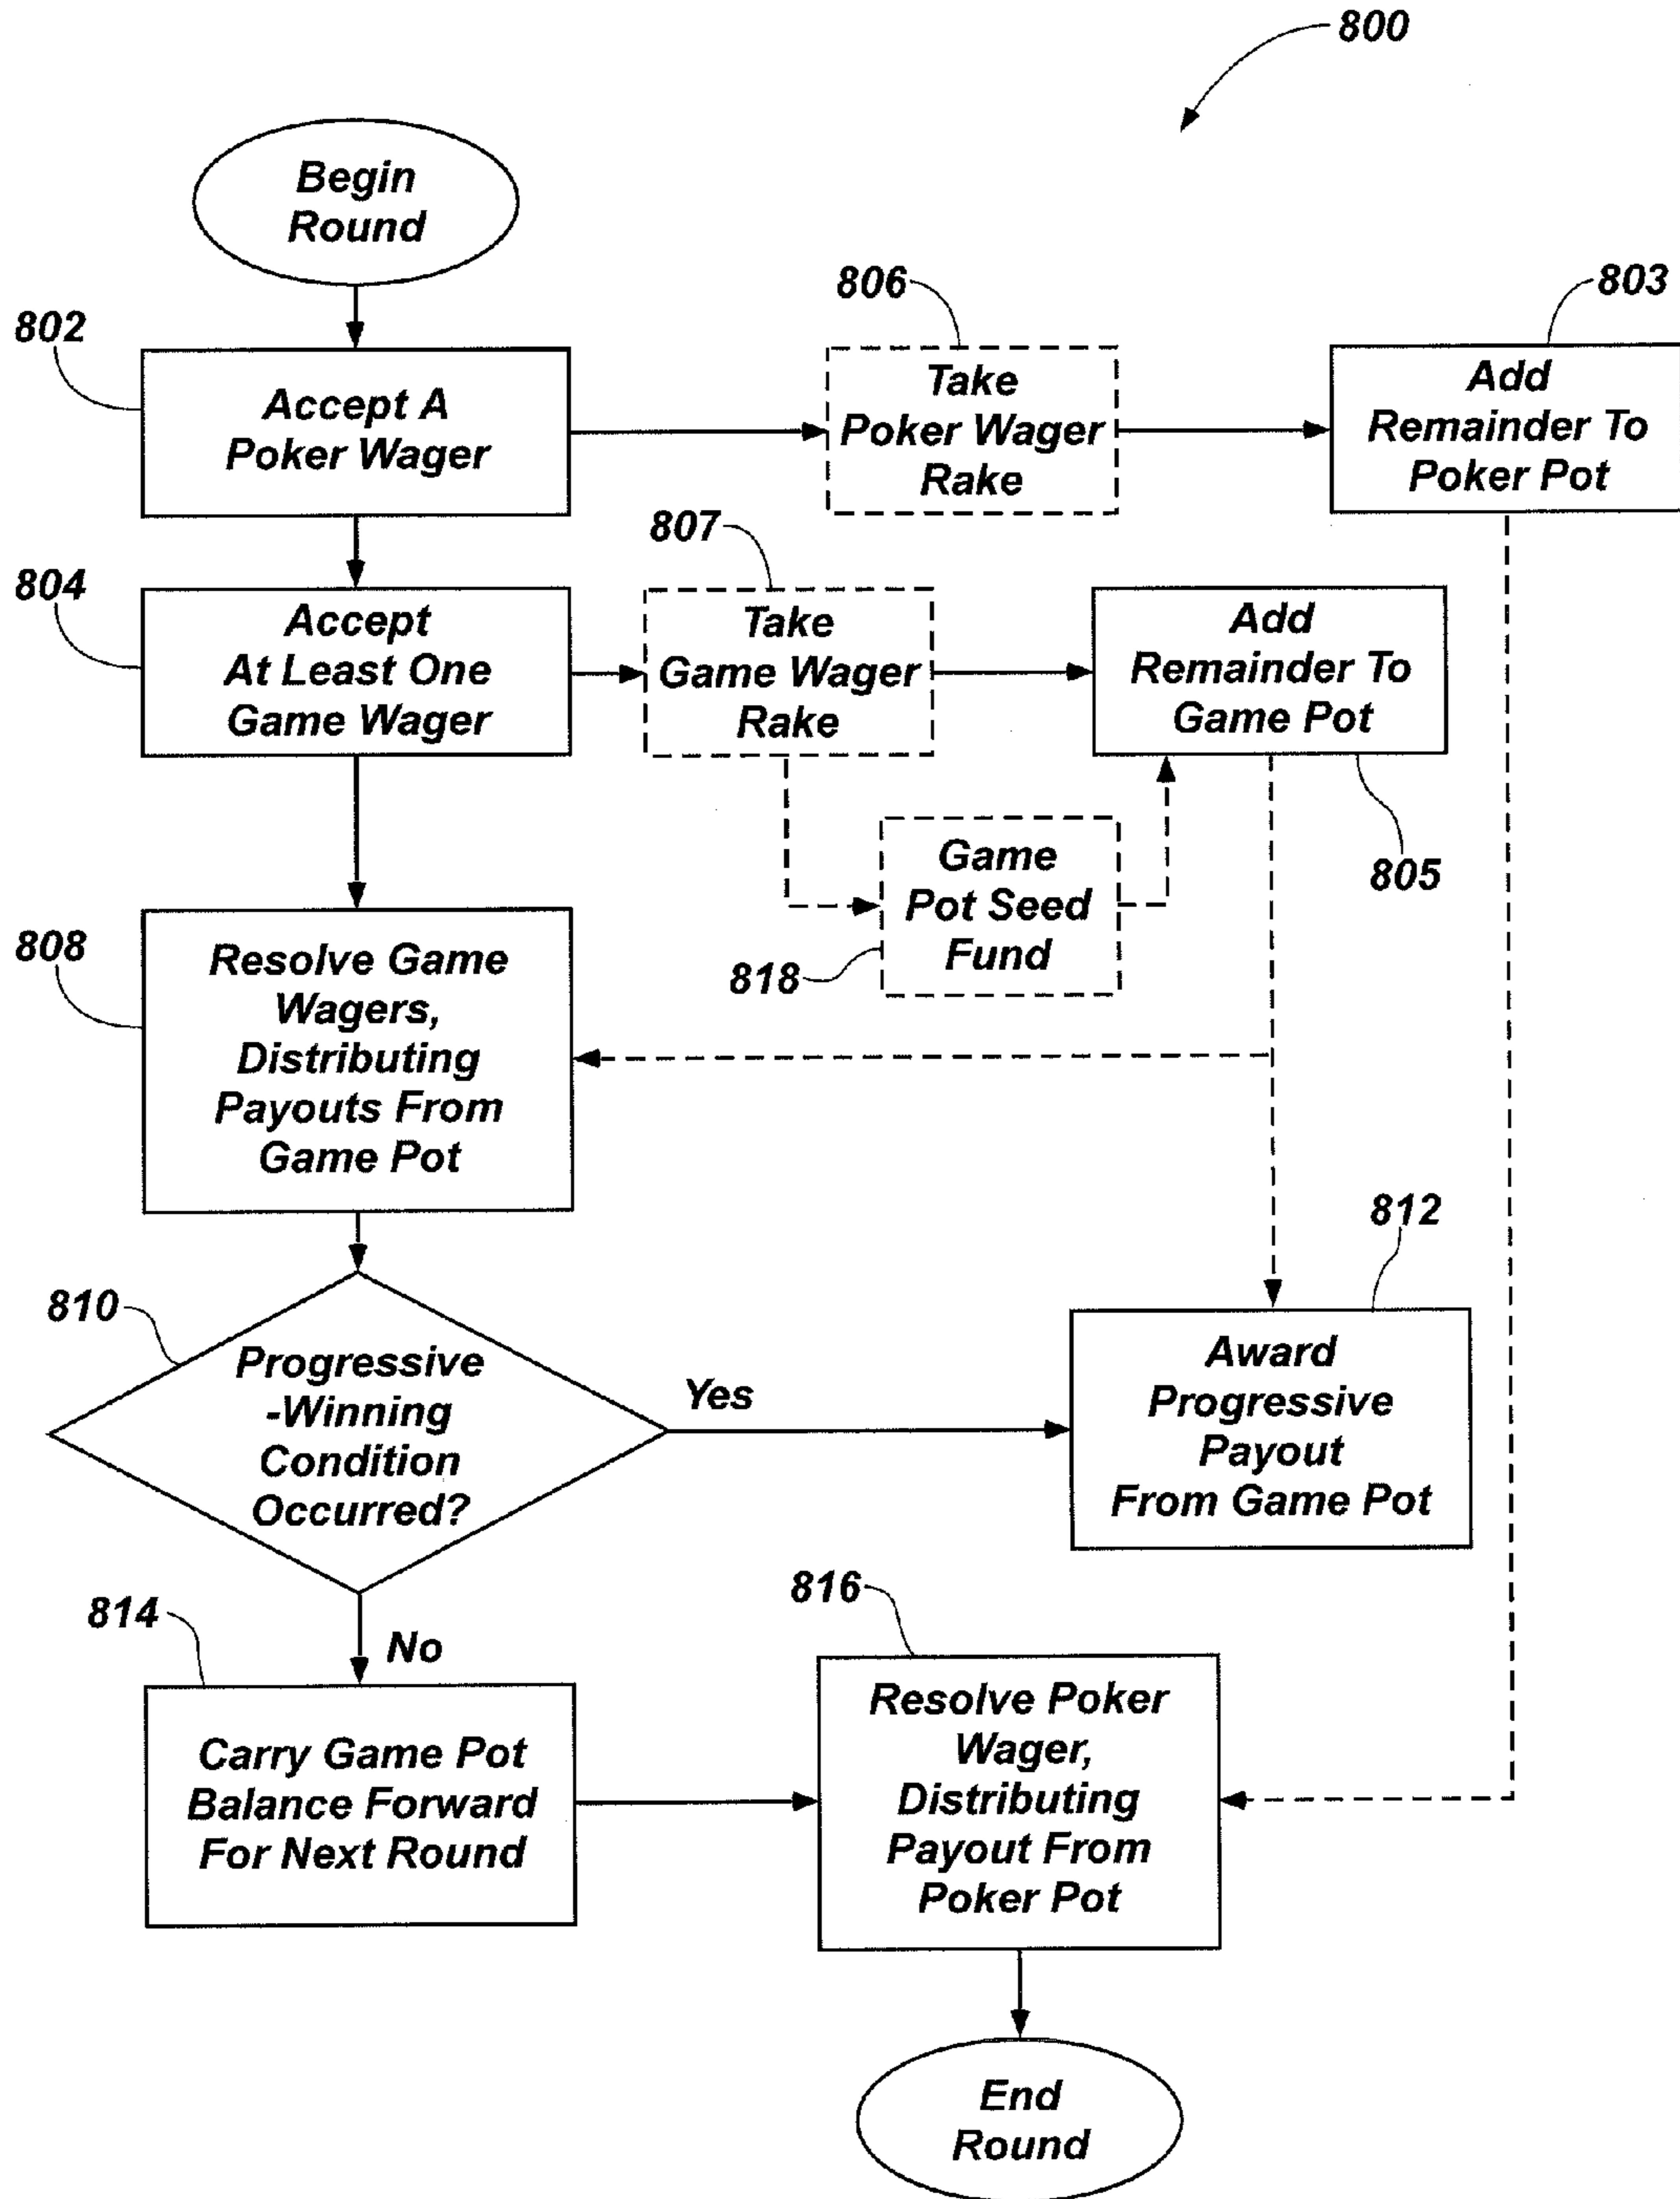 800
Begin
Round
806
803
802
Accept A
Poker Wager
Take
Poker Wager
Rake
Add
Remainder To
Poker Pot
807
804
Accept
At Least One
Game Wager
Take
Game Wager
Rake
Add
Remainder To
Game Pot
805
Game
Pot Seed
Fund
818
808
Resolve Game
Wagers,
Distributing
Payouts From
Game Pot
812
810
Progressive
-Winning
Condition
Occurred?
Yes
Award
Progressive
Payout
From Game Pot
816
814
No
Carry Game Pot
Balance Forward
For Next Round
Resolve Poker
Wager,
Distributing
Payout From
Poker Pot
End
Round